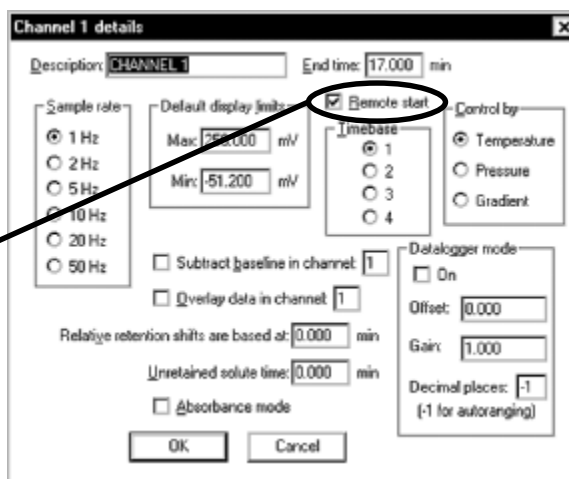 Channel 1 details
Description: CHANNEL 1 End time: 17.000 min
Sample rate
1 Hz
2 Hz
5 Hz
10 Hz
20 Hz
50 Hz
Default display limits
Max: 250.000 mV
Min: -51.200 mV
Remote start
Timebase
1
2
3
4
Control by
Temperature
Pressure
Gradient
Subtract baseline in channel: 1
Overlay data in channel: 1
Relative retention shifts are based at: 0.000 min
Unretained solute time: 0.000 min
Absorbance mode
Datalogger mode
On
Offset: 0.000
Gain: 1.000
Decimal places: -1
(-1 for autoranging)
OK Cancel